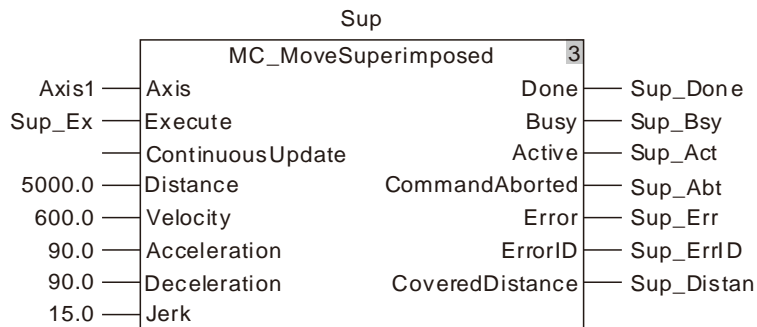 Sup
MC_MoveSuperimposed 3
Axis1 Axis Done Sup_Done
Sup_Ex Execute Busy Sup_Bsy
ContinuousUpdate Active Sup_Act
5000.0 Distance CommandAborted Sup_Abt
600.0 Velocity Error Sup_Err
90.0 Acceleration ErrorID Sup_ErrID
90.0 Deceleration CoveredDistance Sup_Distan
15.0 Jerk